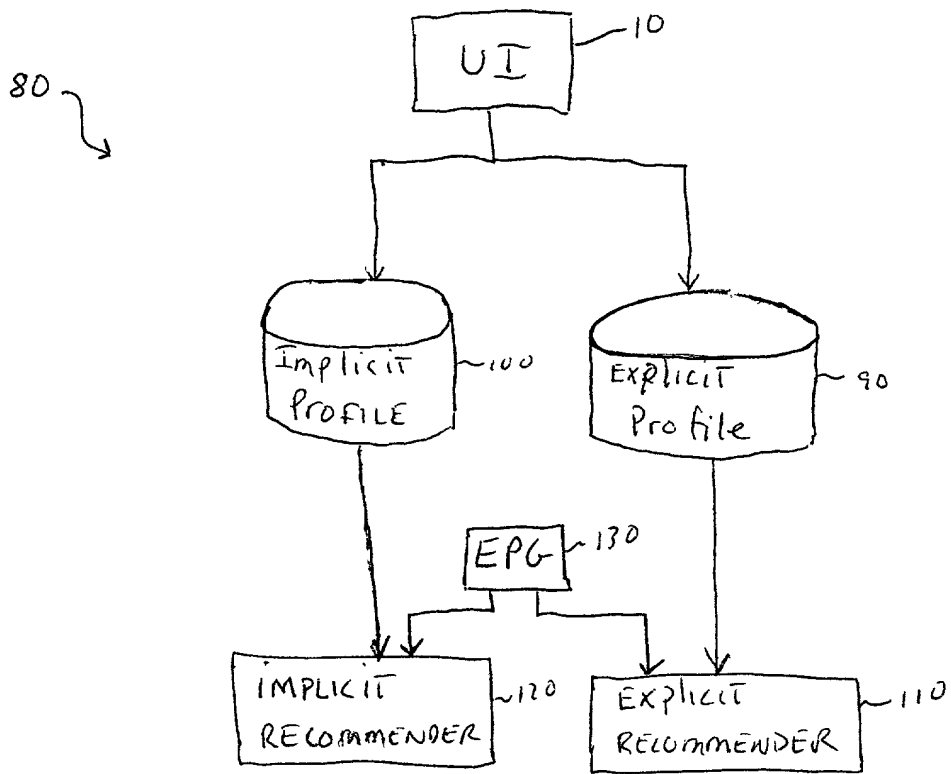 10
UI
80
Implicit
PROFILE
100
EXPLICIT
Profile
90
EPG
130
IMPLICIT
RECOMMENDER
120
EXPLICIT
RECOMMENDER
110